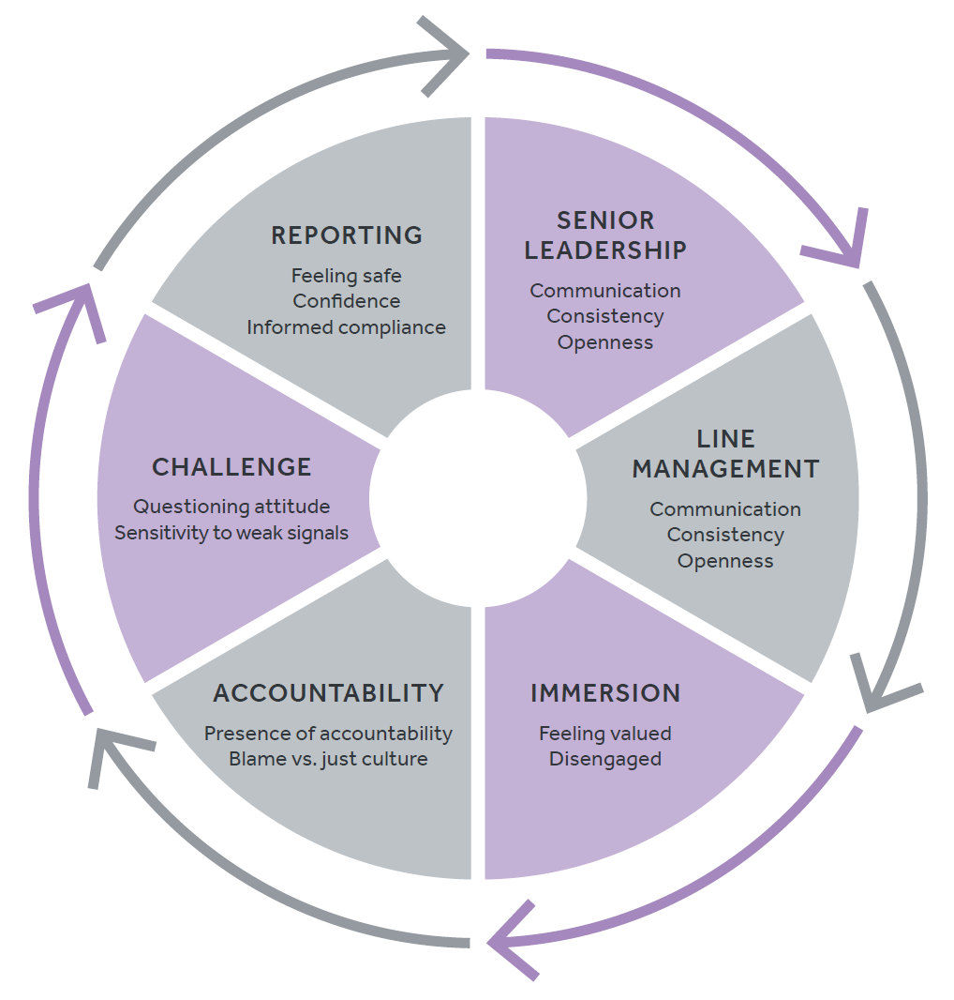 SENIOR
LEADERSHIP
Communication
Consistency
Openness
LINE
MANAGEMENT
Communication
Consistency
Openness
IMMERSION
Feeling valued
Disengaged
ACCOUNTABILITY
Presence of accountability
Blame vs. just culture
CHALLENGE
Questioning attitude
Sensitivity to weak signals
REPORTING
Feeling safe
Confidence
Informed compliance